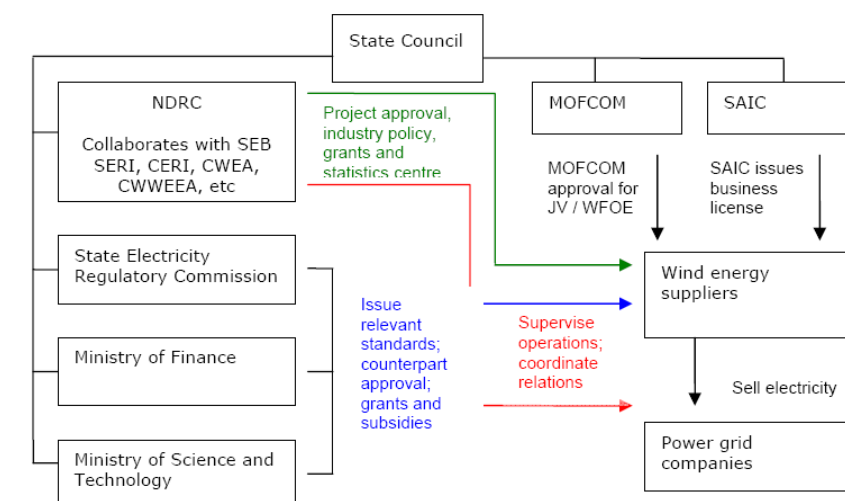 State Council
NDRC
Collaborates with SEB
SERI, CERI, CWEA,
CWWEEA, etc
Project approval,
industry policy,
grants and
statistics centre
MOFCOM
SAIC
MOFCOM
approval for
JV / WFOE
SAIC issues
business
license
State Electricity
Regulatory Commission
Ministry of Finance
Ministry of Science and
Technology
Issue
relevant
standards;
counterpart
approval;
grants and
subsidies
Supervise
operations;
coordinate
relations
Wind energy
suppliers
Sell electricity
Power grid
companies